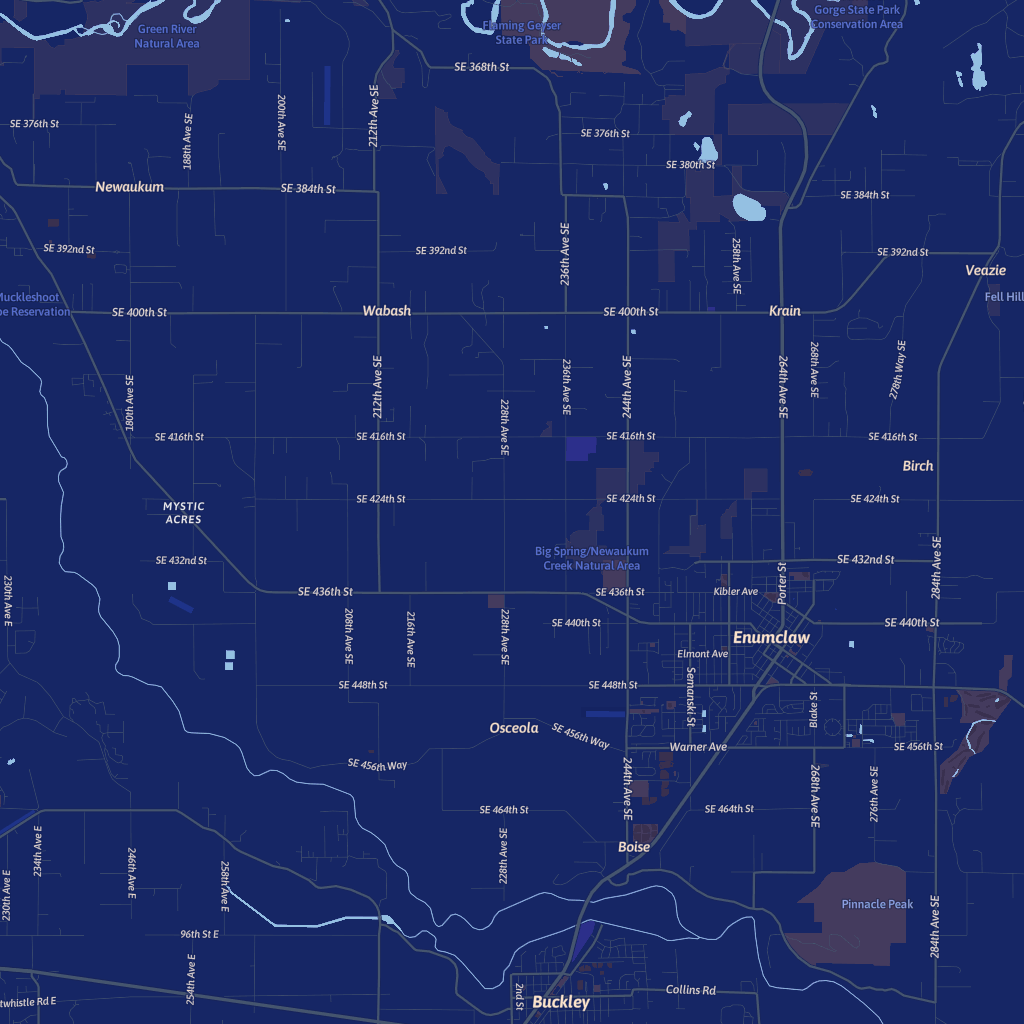 Green River
Natural Area
Flaming Geyser
State Park
Gorge State Park
Conservation Area
SE 368th St
SE 376th St
188th Ave SE
200th Ave SE
212th Ave SE
SE 376th St
SE 380th St
Newaukum
SE 384th St
SE 384th St
SE 392nd St
SE 392nd St
236th Ave SE
258th Ave SE
SE 392nd St
Veazie
Muckleshoot
be Reservation
Fell Hill
SE 400th St
Wabash
SE 400th St
Krain
180th Ave SE
212th Ave SE
228th Ave SE
236th Ave SE
244th Ave SE
264th Ave SE
268th Ave SE
278th Way SE
SE 416th St
SE 416th St
SE 416th St
SE 416th St
Birch
MYSTIC
ACRES
SE 424th St
SE 424th St
SE 424th St
SE 432nd St
Big Spring/Newaukum
Creek Natural Area
SE 432nd St
284th Ave SE
230th Ave E
SE 436th St
SE 436th St
Kibler Ave
Porter St
208th Ave SE
216th Ave SE
228th Ave SE
SE 440th St
SE 440th St
Enumclaw
Elmont Ave
SE 448th St
SE 448th St
Semanski St
Blake St
Osceola
SE 456th Way
Warner Ave
SE 456th St
SE 456th Way
244th Ave SE
268th Ave SE
276th Ave SE
SE 464th St
SE 464th St
234th Ave E
246th Ave E
258th Ave E
228th Ave SE
Boise
230th Ave E
Pinnacle Peak
284th Ave SE
96th St E
254th Ave E
twhistle Rd E
2nd St
Buckley
Collins Rd